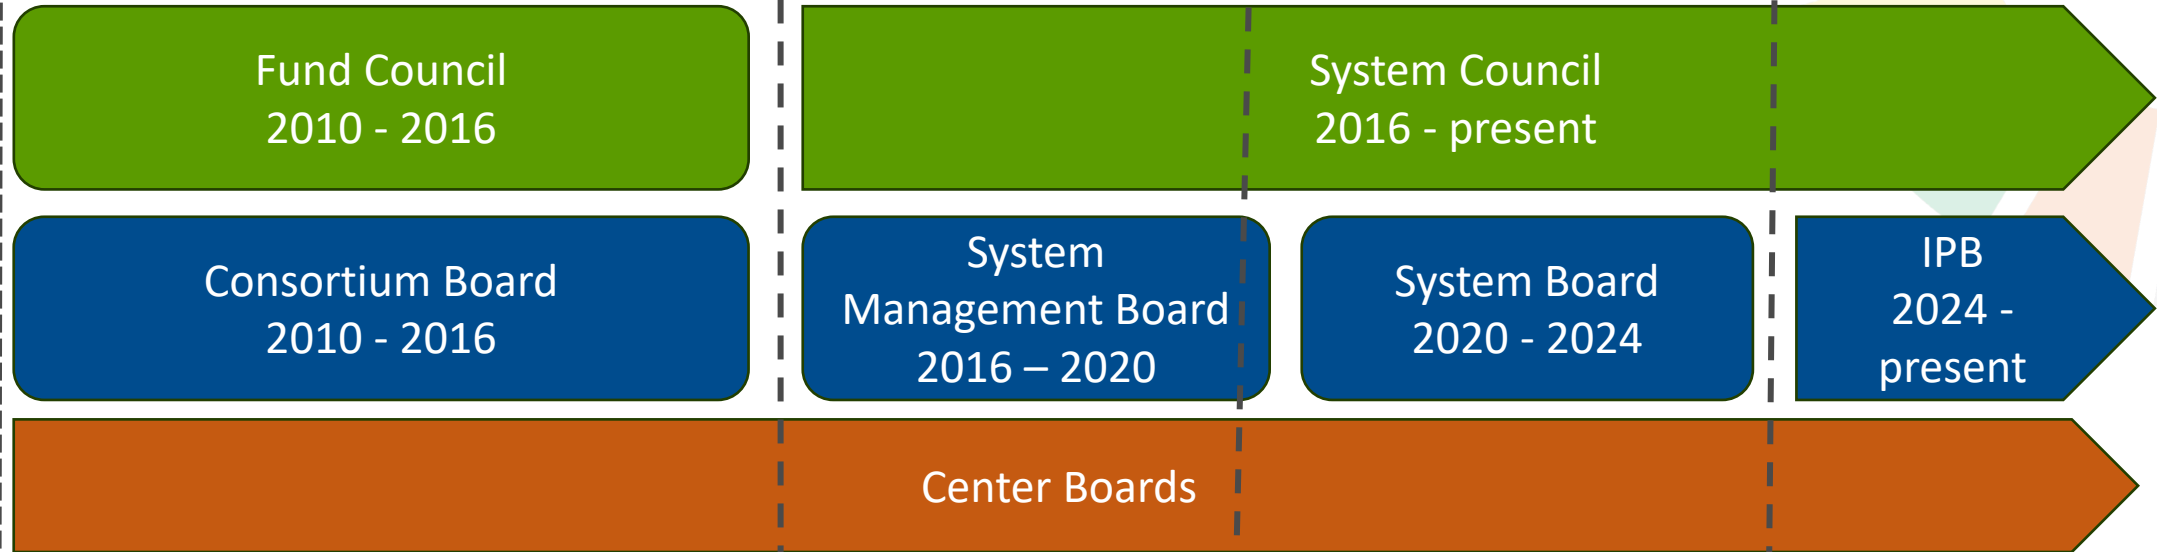 Fund Council
2010 - 2016
System Council
2016 - present
Consortium Board
2010 - 2016
System
Management Board
2016 – 2020
System Board
2020 - 2024
IPB
2024 -
present
Center Boards